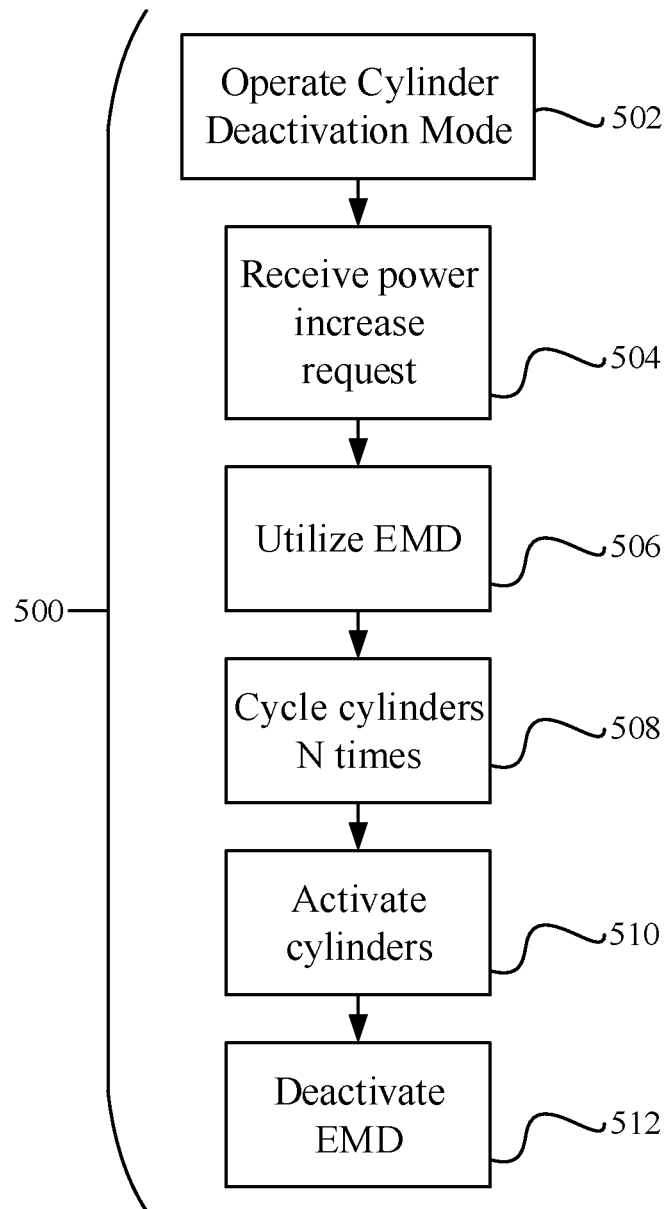 Operate Cylinder
Deactivation Mode
502
Receive power
increase
request
504
Utilize EMD
506
500
Cycle cylinders
N times
508
Activate
cylinders
510
Deactivate
EMD
512